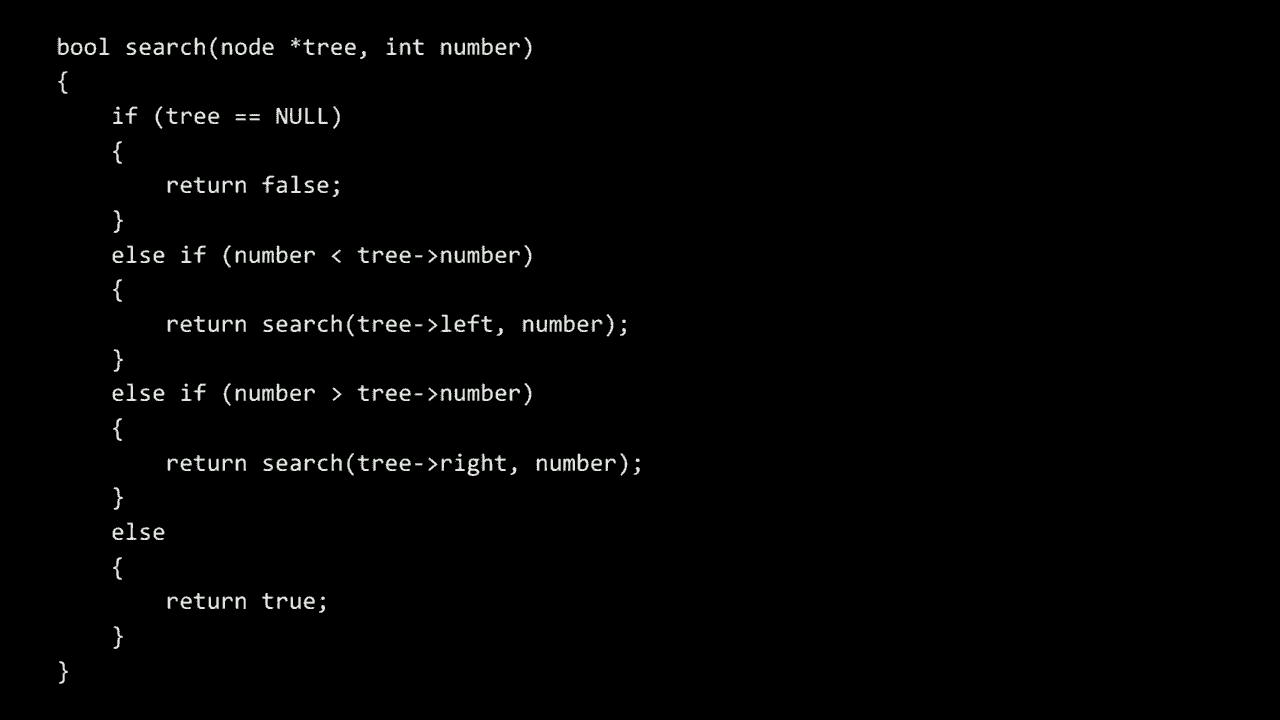 bool search(node *tree, int number)
{
    if (tree == NULL)
    {
        return false;
    }
    else if (number < tree->number)
    {
        return search(tree->left, number);
    }
    else if (number > tree->number)
    {
        return search(tree->right, number);
    }
    else
    {
        return true;
    }
}